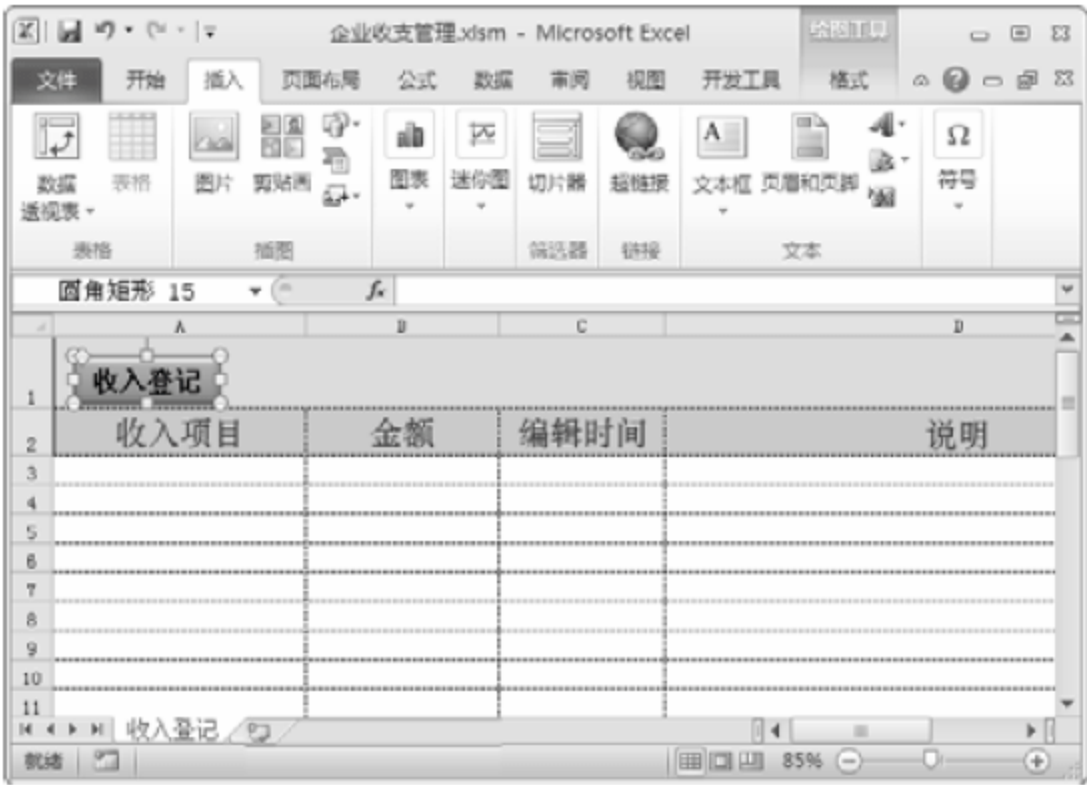 企业收支管理.xlsm - Microsoft Excel 绘图工具
文件 开始 插入 页面布局 公式 数据 审阅 视图 开发工具 格式
数据透视表 表格 图片 剪贴画 图表 迷你图 切片器 超链接 文本框 页眉和页脚 符号
表格 插图 筛选器 链接 文本
圆角矩形 15 fx
A B C D
1 收入登记
2 收入项目 金额 编辑时间 说明
3
4
5
6
7
8
9
10
11
收入登记
就绪 85%